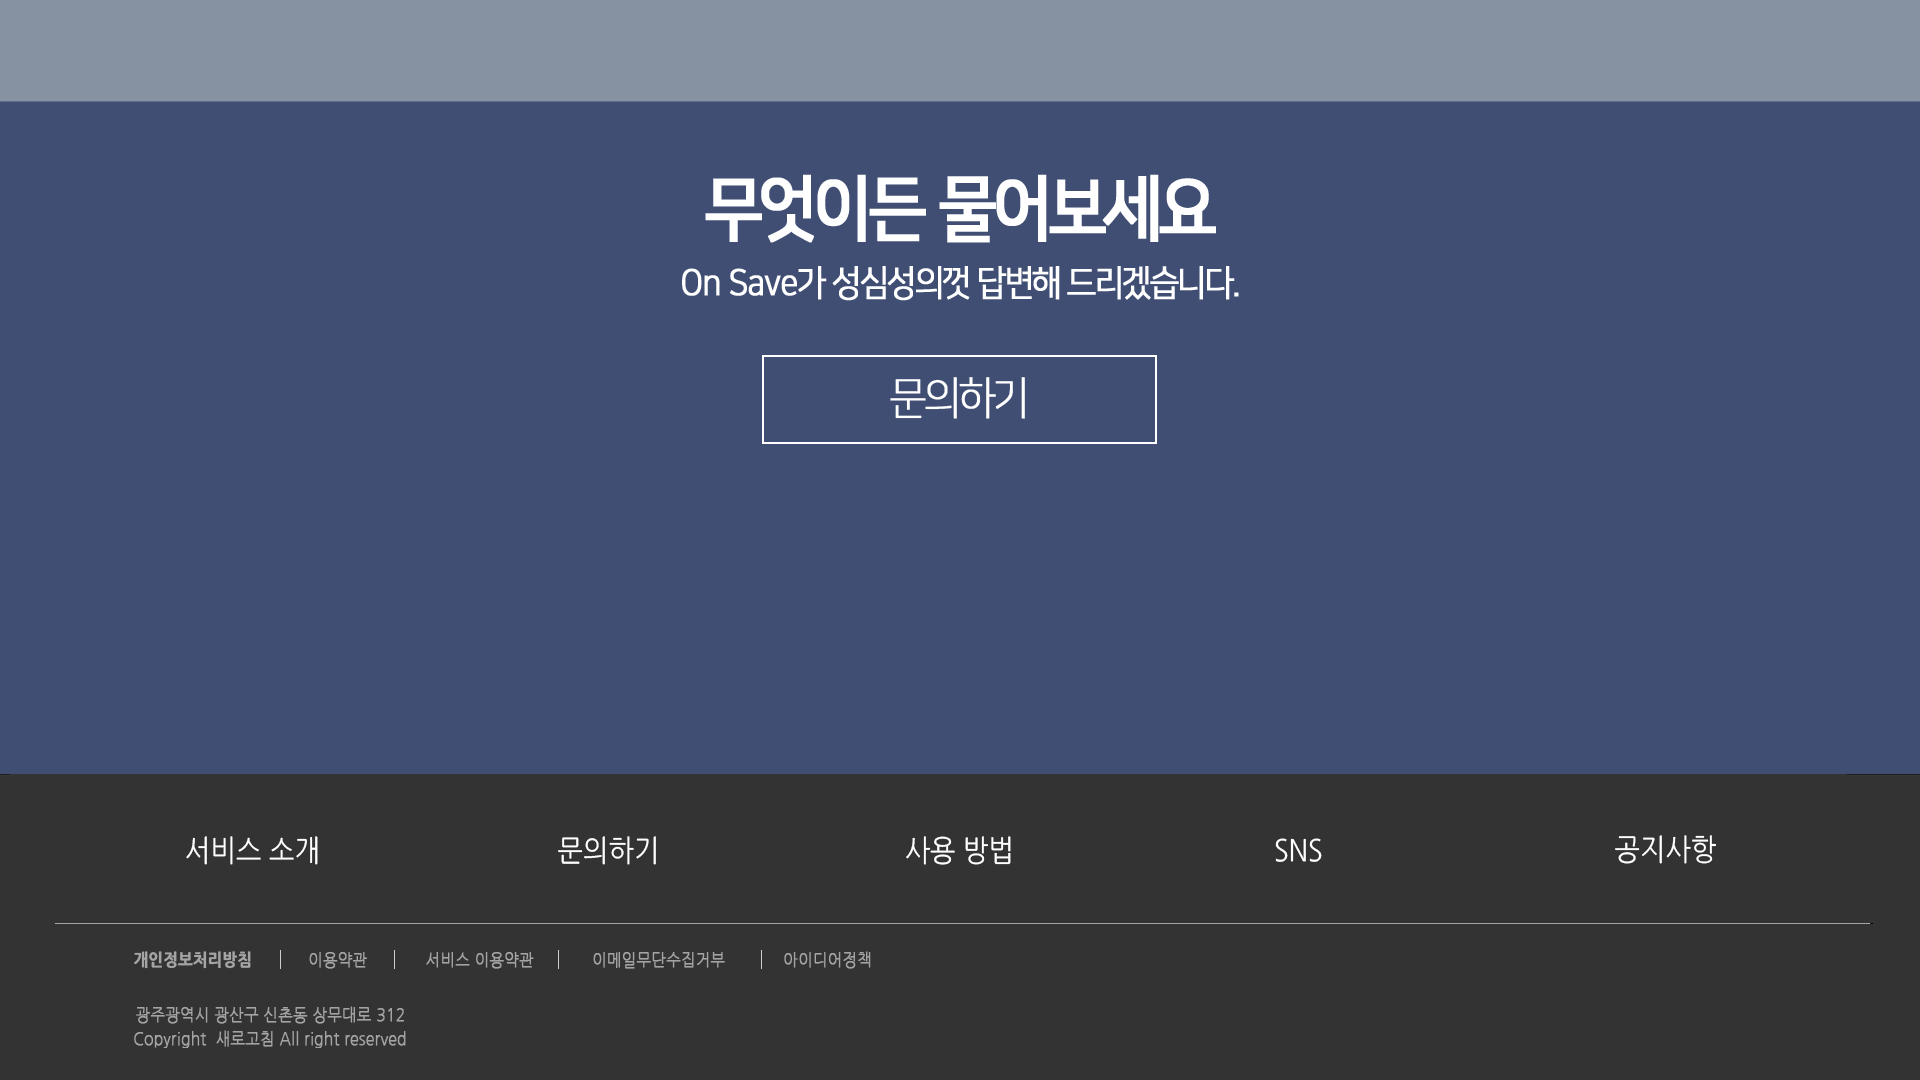 무엇이든 물어보세요
On Save가 성심성의껏 답변해 드리겠습니다.
문의하기
서비스 소개 문의하기 사용 방법 SNS 공지사항
개인정보처리방침 | 이용약관 | 서비스 이용약관 | 이메일무단수집거부 | 아이디어정책
광주광역시 광산구 신촌동 상무대로 312
Copyright 새로고침 All right reserved